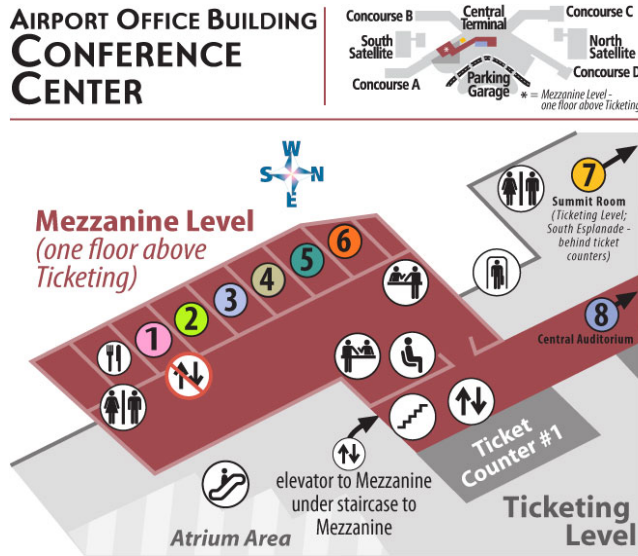 AIRPORT OFFICE BUILDING
CONFERENCE
CENTER
Concourse B
Central
Terminal
Concourse C
South
Satellite
North
Satellite
Concourse A
Parking
Garage
Concourse D
* = Mezzanine Level -
one floor above Ticketing
W
S N
E
Mezzanine Level
(one floor above
Ticketing)
7
Summit Room
(Ticketing Level;
South Esplanade -
behind ticket
counters)
6
5
4
3
2
1
8
Central Auditorium
Ticket
Counter #1
elevator to Mezzanine
under staircase to
Mezzanine
Atrium Area
Ticketing
Level